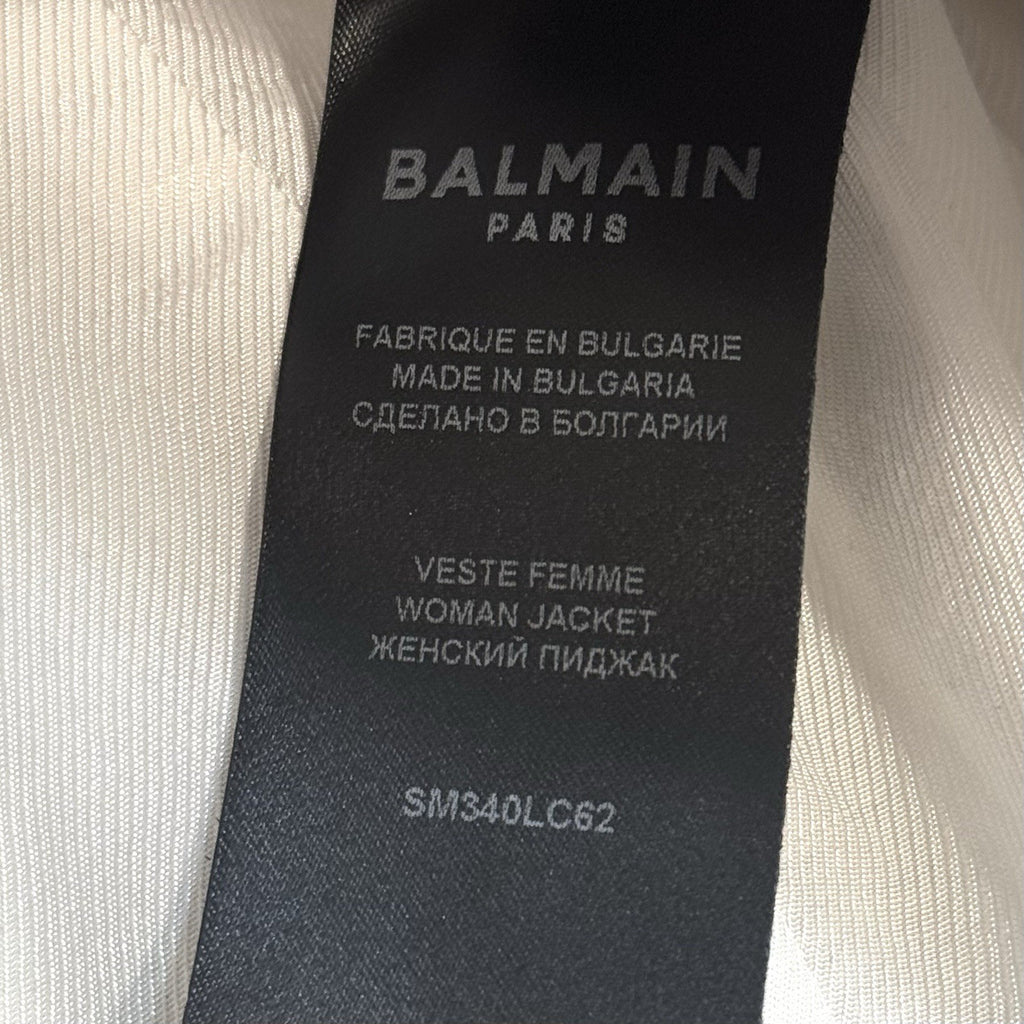 BALMAIN
PARIS
FABRIQUE EN BULGARIE
MADE IN BULGARIA
СДЕЛАНО В БОЛГАРИИ
VESTE FEMME
WOMAN JACKET
ЖЕНСКИЙ ПИДЖАК
SM340LC62